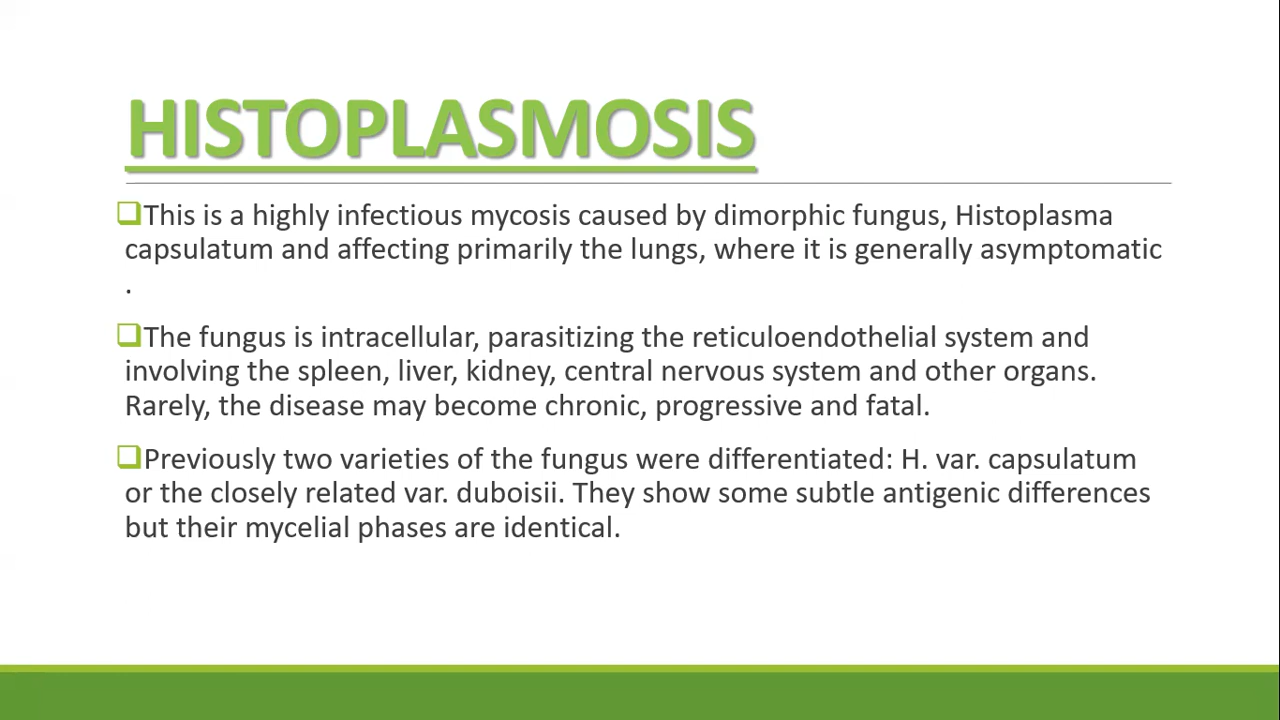 HISTOPLASMOSIS
❑This is a highly infectious mycosis caused by dimorphic fungus, Histoplasma
capsulatum and affecting primarily the lungs, where it is generally asymptomatic
.
❑The fungus is intracellular, parasitizing the reticuloendothelial system and
involving the spleen, liver, kidney, central nervous system and other organs.
Rarely, the disease may become chronic, progressive and fatal.
❑Previously two varieties of the fungus were differentiated: H. var. capsulatum
or the closely related var. duboisii. They show some subtle antigenic differences
but their mycelial phases are identical.